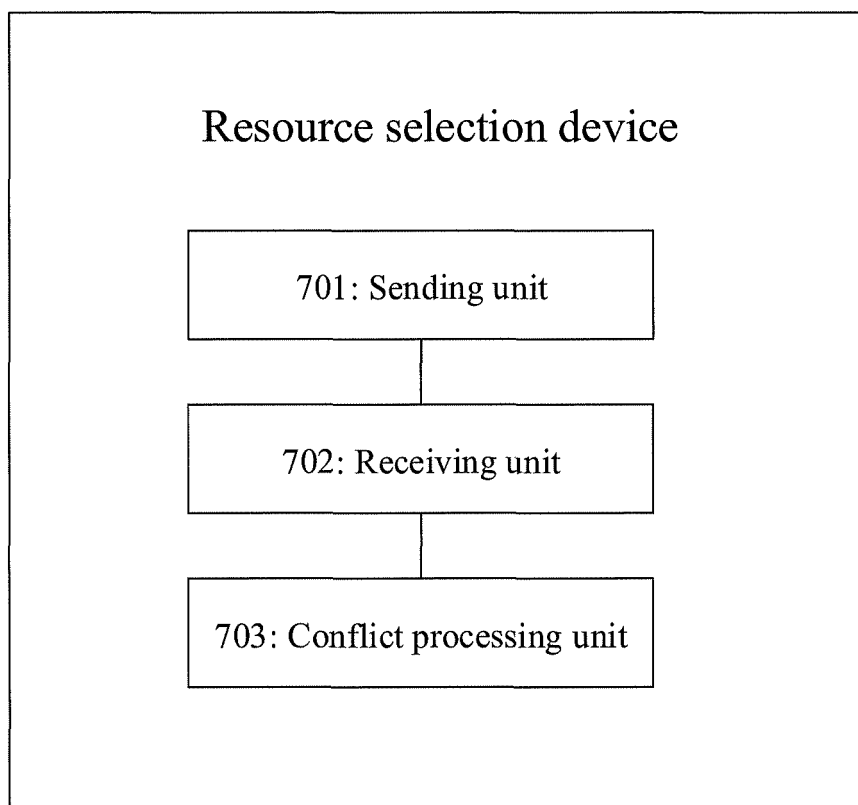 Resource selection device
701: Sending unit
702: Receiving unit
703: Conflict processing unit